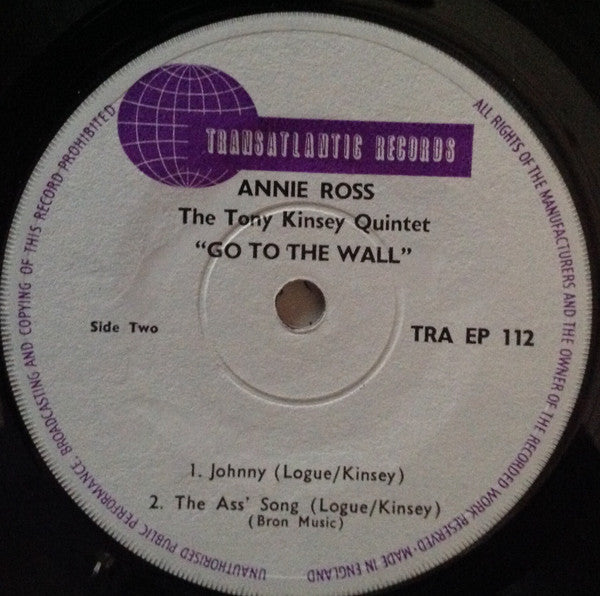 TRANSATLANTIC RECORDS
ANNIE ROSS
The Tony Kinsey Quintet
“GO TO THE WALL”
Side Two
TRA EP 112
1. Johnny (Logue/Kinsey)
2. The Ass’ Song (Logue/Kinsey)
(Bron Music)
ALL RIGHTS OF THE MANUFACTURERS AND THE OWNER OF THE RECORDED WORK RESERVED · MADE IN ENGLAND
UNAUTHORISED PUBLIC PERFORMANCE, BROADCASTING AND COPYING OF THIS RECORD PROHIBITED